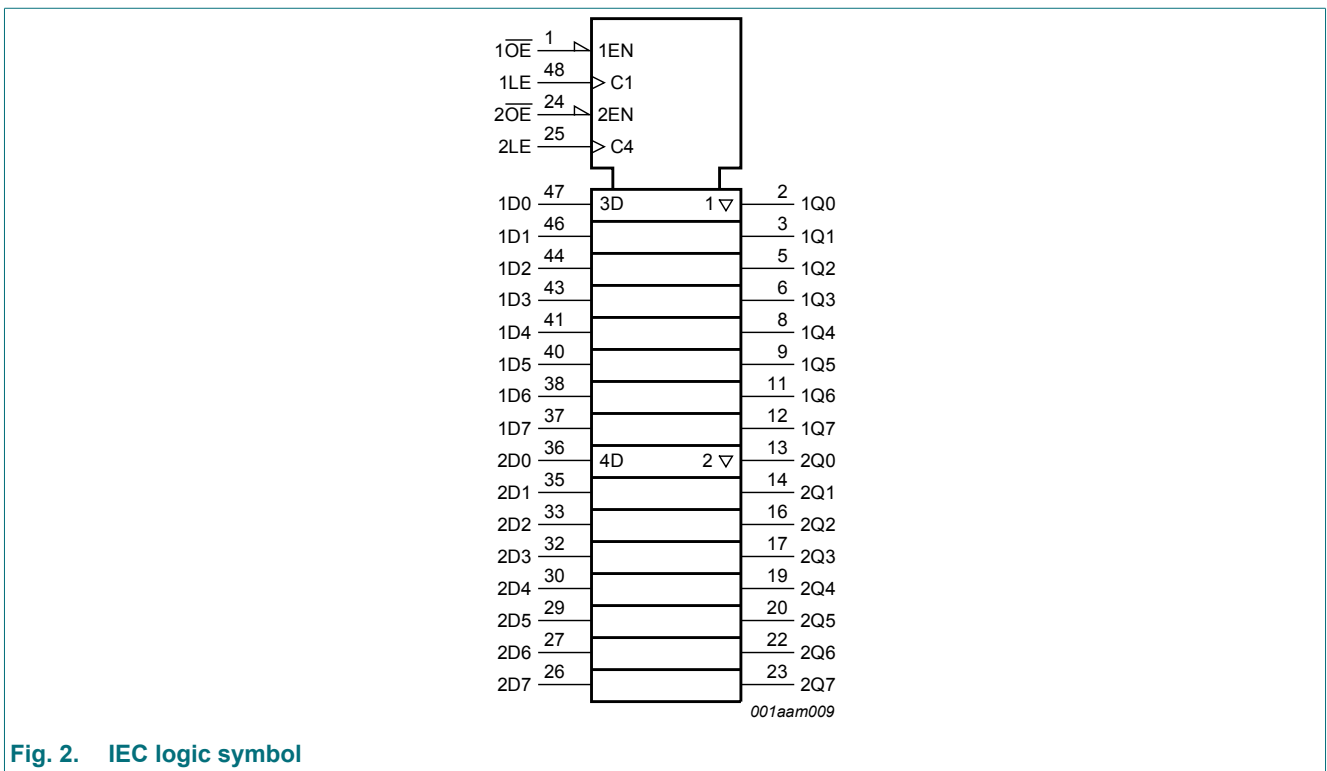 1O̅E̅ 1 1EN
1LE 48 C1
2O̅E̅ 24 2EN
2LE 25 C4
1D0 47 3D 1 ▽ 2 1Q0
1D1 46 3 1Q1
1D2 44 5 1Q2
1D3 43 6 1Q3
1D4 41 8 1Q4
1D5 40 9 1Q5
1D6 38 11 1Q6
1D7 37 12 1Q7
2D0 36 4D 2 ▽ 13 2Q0
2D1 35 14 2Q1
2D2 33 16 2Q2
2D3 32 17 2Q3
2D4 30 19 2Q4
2D5 29 20 2Q5
2D6 27 22 2Q6
2D7 26 23 2Q7
001aam009
Fig. 2. IEC logic symbol